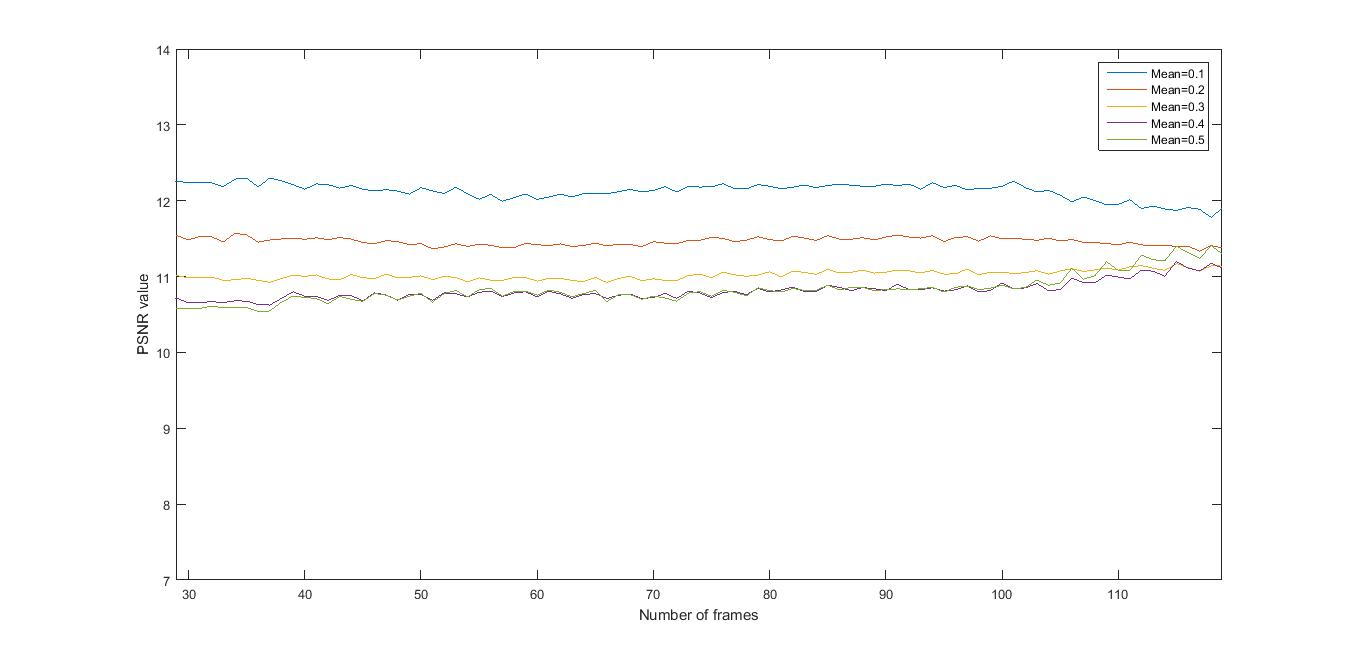 14
13
12
11
10
9
8
7
PSNR value
30 40 50 60 70 80 90 100 110
Number of frames
Mean=0.1
Mean=0.2
Mean=0.3
Mean=0.4
Mean=0.5